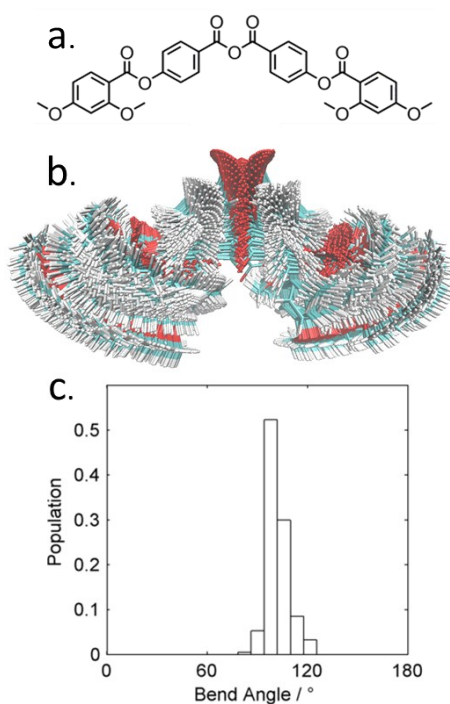 a.
O O O O
O O O
O O O O
b.
c.
0.5
0.4
0.3
0.2
0.1
0
0 60 120 180
Population
Bend Angle / °